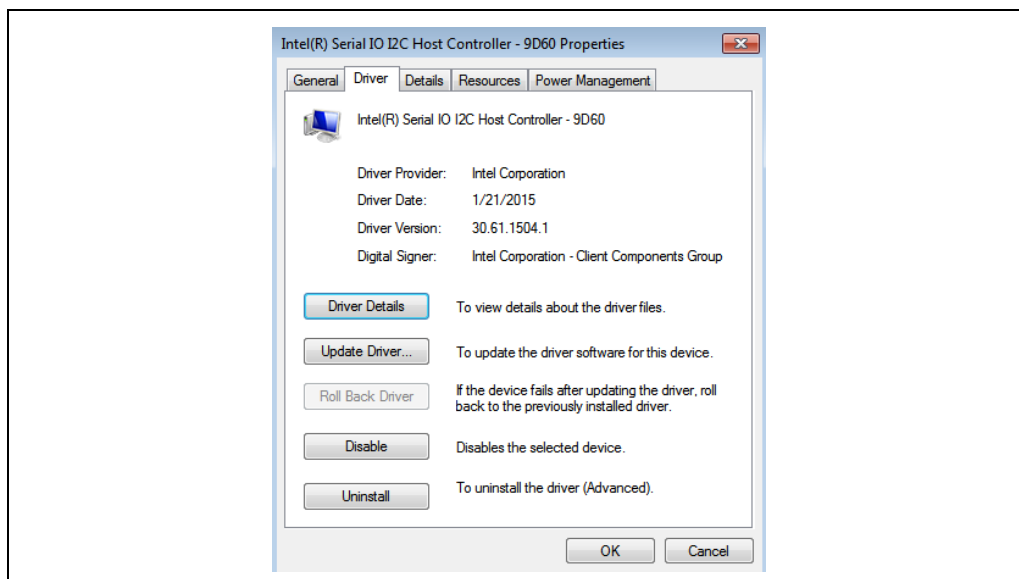 Intel(R) Serial IO I2C Host Controller - 9D60 Properties
General Driver Details Resources Power Management
Intel(R) Serial IO I2C Host Controller - 9D60
Driver Provider: Intel Corporation
Driver Date: 1/21/2015
Driver Version: 30.61.1504.1
Digital Signer: Intel Corporation - Client Components Group
Driver Details To view details about the driver files.
Update Driver... To update the driver software for this device.
Roll Back Driver If the device fails after updating the driver, roll
back to the previously installed driver.
Disable Disables the selected device.
Uninstall To uninstall the driver (Advanced).
OK Cancel